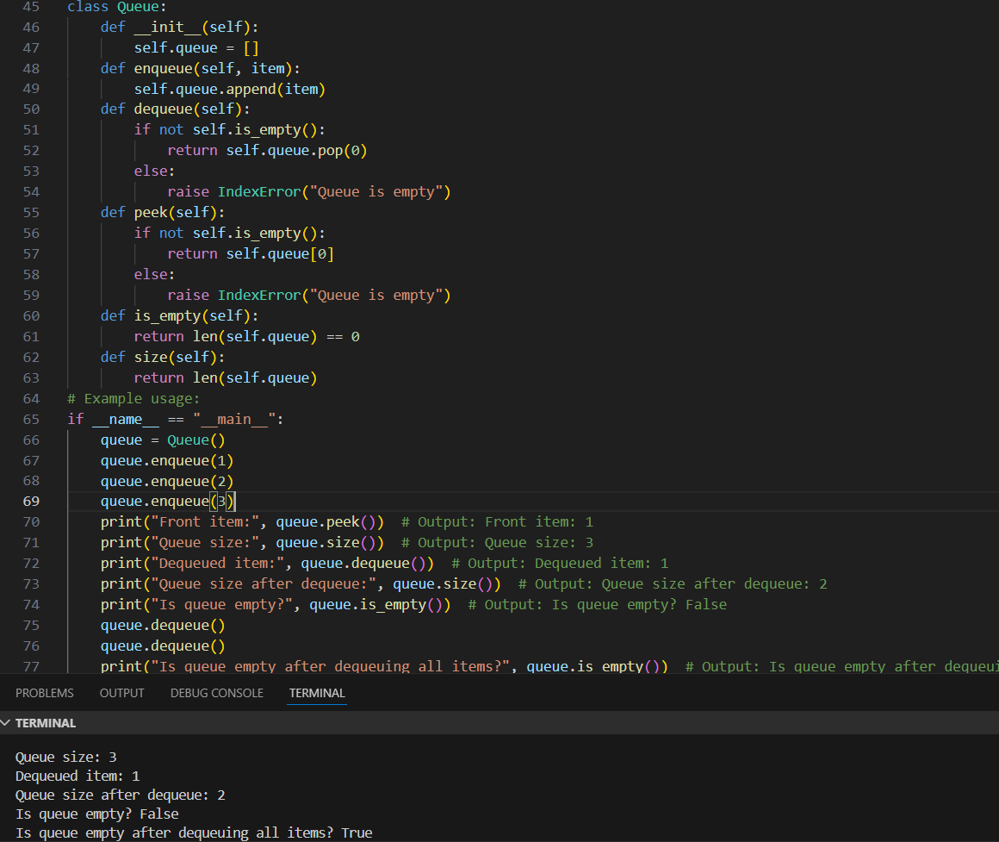 45 class Queue:
46     def __init__(self):
47         self.queue = []
48     def enqueue(self, item):
49         self.queue.append(item)
50     def dequeue(self):
51         if not self.is_empty():
52             return self.queue.pop(0)
53         else:
54             raise IndexError("Queue is empty")
55     def peek(self):
56         if not self.is_empty():
57             return self.queue[0]
58         else:
59             raise IndexError("Queue is empty")
60     def is_empty(self):
61         return len(self.queue) == 0
62     def size(self):
63         return len(self.queue)
64 # Example usage:
65 if __name__ == "__main__":
66     queue = Queue()
67     queue.enqueue(1)
68     queue.enqueue(2)
69     queue.enqueue(3)
70     print("Front item:", queue.peek())  # Output: Front item: 1
71     print("Queue size:", queue.size())  # Output: Queue size: 3
72     print("Dequeued item:", queue.dequeue())  # Output: Dequeued item: 1
73     print("Queue size after dequeue:", queue.size())  # Output: Queue size after dequeue: 2
74     print("Is queue empty?", queue.is_empty())  # Output: Is queue empty? False
75     queue.dequeue()
76     queue.dequeue()
77     print("Is queue empty after dequeuing all items?", queue.is_empty())  # Output: Is queue empty after
PROBLEMS OUTPUT DEBUG CONSOLE TERMINAL
TERMINAL
Queue size: 3
Dequeued item: 1
Queue size after dequeue: 2
Is queue empty? False
Is queue empty after dequeuing all items? True